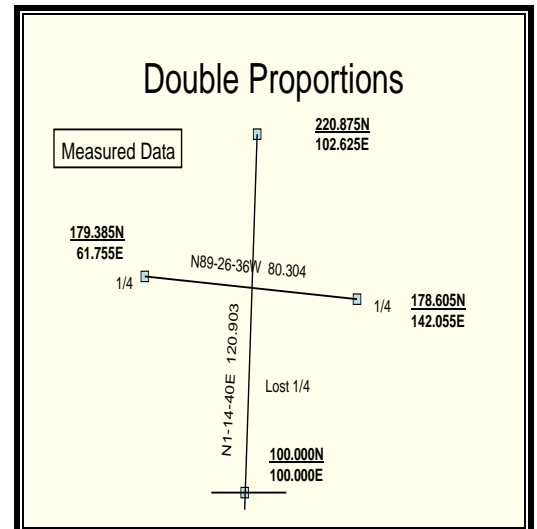 Double Proportions
220.875N
102.625E
Measured Data
179.385N
61.755E
N89-26-36W 80.304
1/4
1/4
178.605N
142.055E
N1-14-40E 120.903
Lost 1/4
100.000N
100.000E